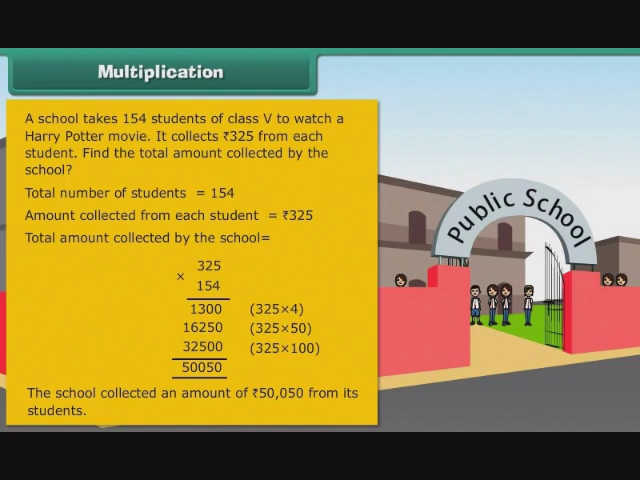 Multiplication
A school takes 154 students of class V to watch a
Harry Potter movie. It collects ₹325 from each
student. Find the total amount collected by the
school?
Total number of students = 154
Amount collected from each student = ₹325
Total amount collected by the school=
325
× 154
1300 (325×4)
16250 (325×50)
32500 (325×100)
50050
The school collected an amount of ₹50,050 from its
students.
Public School